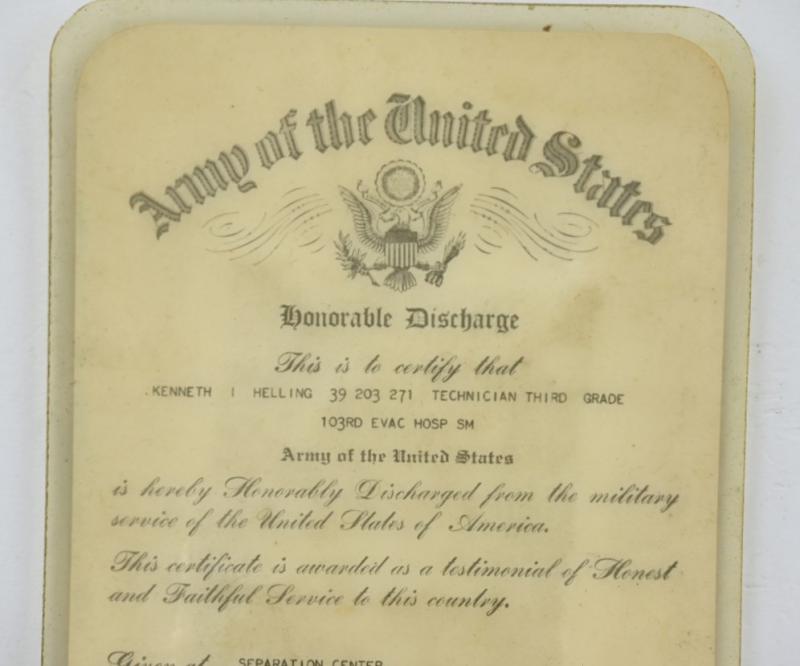 Army of the United States
Honorable Discharge
This is to certify that
KENNETH I HELLING 39 203 271 TECHNICIAN THIRD GRADE
103RD EVAC HOSP SM
Army of the United States
is hereby Honorably Discharged from the military
service of the United States of America.
This certificate is awarded as a testimonial of Honest
and Faithful Service to this country.
Given at SEPARATION CENTER